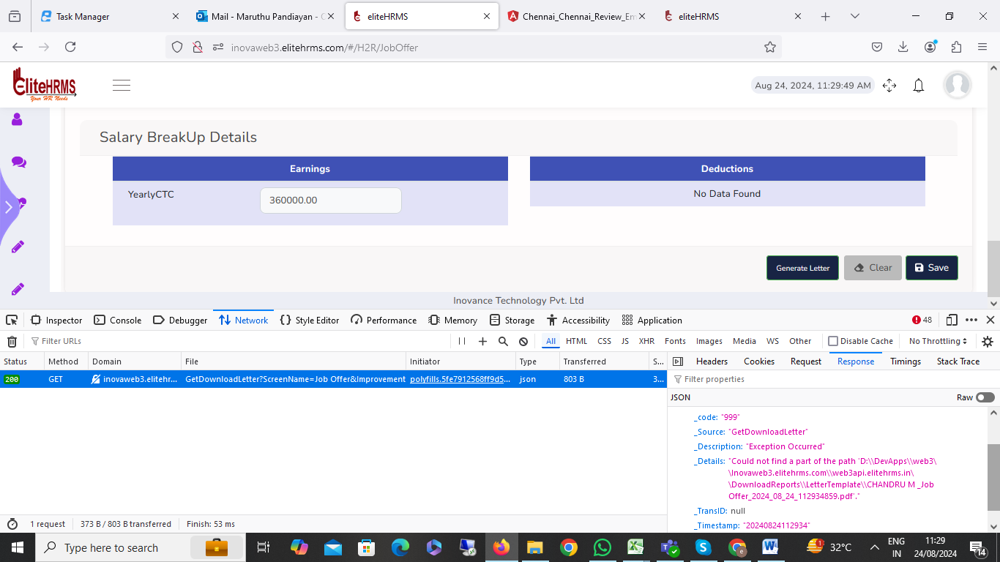 Task Manager
Mail - Maruthu Pandiayan - O
eliteHRMS
Chennai_Chennai_Review_Em
eliteHRMS
inovaweb3.elitehrms.com/#/H2R/JobOffer
EliteHRMS
Your HR Needs
Aug 24, 2024, 11:29:49 AM
Salary BreakUp Details
Earnings
Deductions
YearlyCTC
360000.00
No Data Found
Generate Letter
Clear
Save
Inovance Technology Pvt. Ltd
Inspector
Console
Debugger
Network
Style Editor
Performance
Memory
Storage
Accessibility
Application
48
Filter URLs
All
HTML
CSS
JS
XHR
Fonts
Images
Media
WS
Other
Disable Cache
No Throttling
Status
Method
Domain
File
Initiator
Type
Transferred
S...
Headers
Cookies
Request
Response
Timings
Stack Trace
200
GET
inovaweb3.elitehr...
GetDownloadLetter?ScreenName=Job Offer&Improvement
polyfills.5fe7912568ff9d5...
json
803 B
3...
Filter properties
JSON
Raw
_code: "999"
_Source: "GetDownloadLetter"
_Description: "Exception Occurred"
_Details: "Could not find a part of the path 'D:\\DevApps\\web3\
\Inovaweb3.elitehrms.com\\web3api.elitehrms.in\
\DownloadReports\\LetterTemplate\\CHANDRU M _Job
Offer_2024_08_24_112934859.pdf'."
_TransID: null
_Timestamp: "20240824112934"
1 request
373 B / 803 B transferred
Finish: 53 ms
Type here to search
1
32°C
ENG
IN
11:29
24/08/2024
14